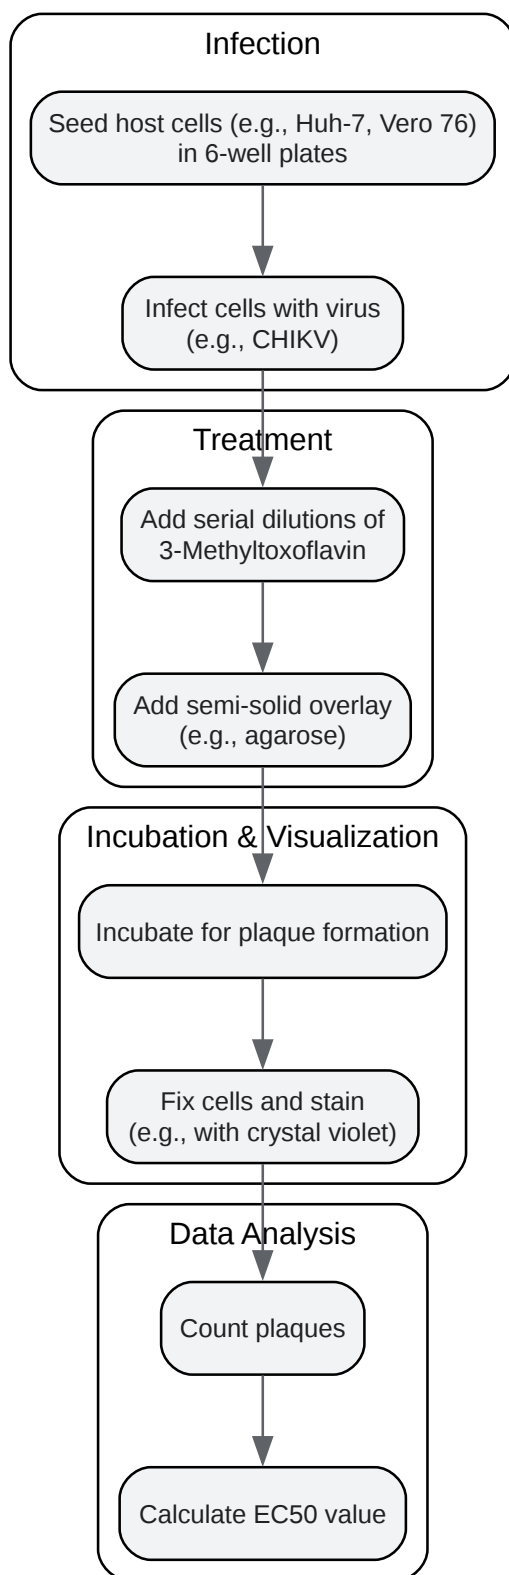 Infection
Seed host cells (e.g., Huh-7, Vero 76)
in 6-well plates
Infect cells with virus
(e.g., CHIKV)
Treatment
Add serial dilutions of
3-Methyltoxoflavin
Add semi-solid overlay
(e.g., agarose)
Incubation & Visualization
Incubate for plaque formation
Fix cells and stain
(e.g., with crystal violet)
Data Analysis
Count plaques
Calculate EC50 value